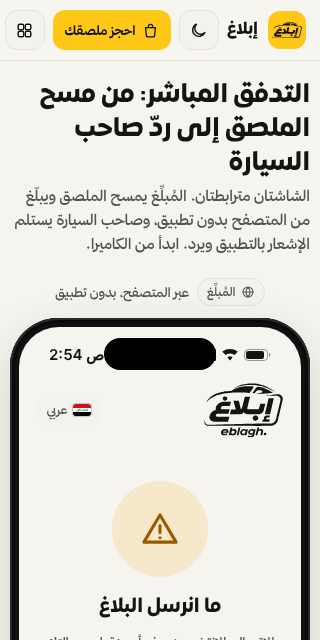 إبلاغ
إبلاغ
احجز ملصقك
التدفق المباشر: من مسح
الملصق إلى ردّ صاحب
السيارة
الشاشتان مترابطتان. المُبلِّغ يمسح الملصق ويبلّغ
من المتصفح بدون تطبيق، وصاحب السيارة يستلم
الإشعار بالتطبيق ويرد. ابدأ من الكاميرا.
المُبلِّغ
عبر المتصفح، بدون تطبيق
2:54 ص
إبلاغ
eblagh.
عربي
ما انرسل البلاغ